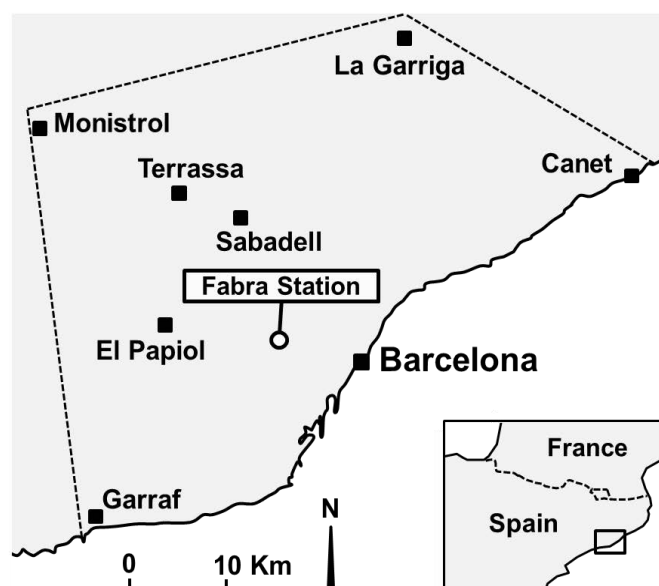 La Garriga
Monistrol
Terrassa
Canet
Sabadell
Fabra Station
El Papiol
Barcelona
France
Garraf
N
Spain
0 10 Km